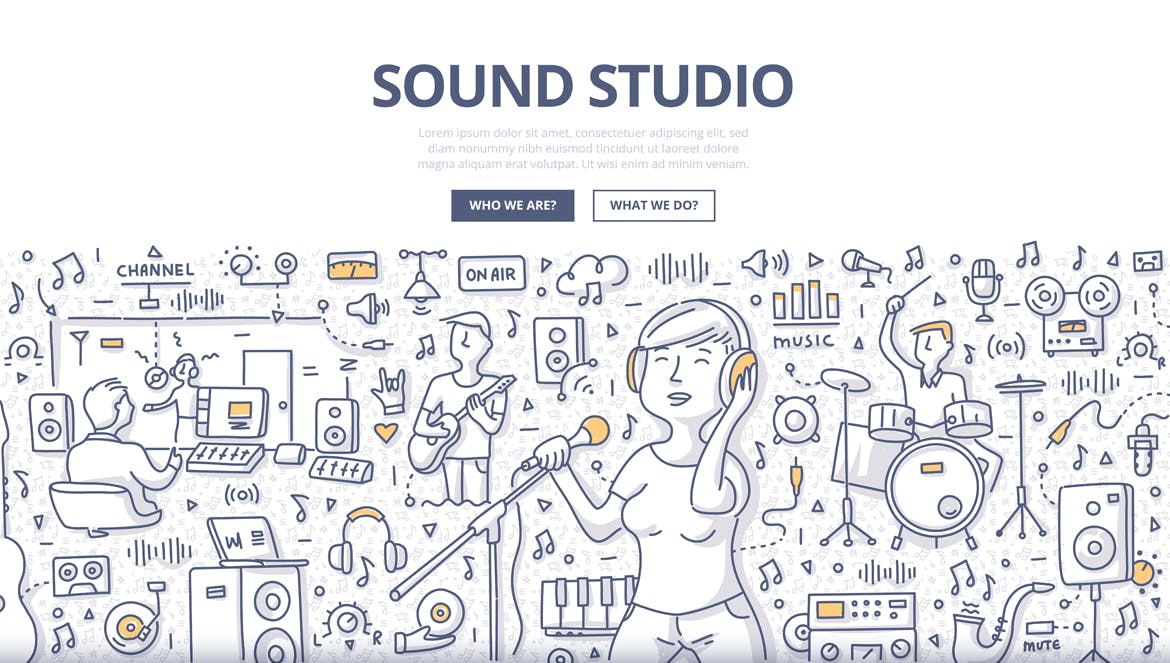 SOUND STUDIO
Lorem ipsum dolor sit amet, consectetuer adipiscing elit, sed
diam nonummy nibh euismod tincidunt ut laoreet dolore
magna aliquam erat volutpat. Ut wisi enim ad minim veniam.
WHO WE ARE?
WHAT WE DO?
CHANNEL
ON AIR
MUSIC
R
W
L
R
MUTE